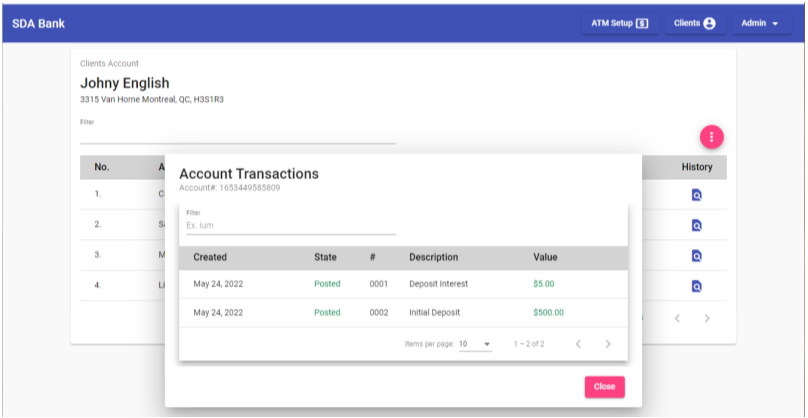 SDA Bank ATM Setup Clients Admin
Clients Account
Johny English
3315 Van Horne Montreal, QC, H3S1R3
Filter
No. A History
1. C
2. Sa
3. M
4. Li
Account Transactions
Account#: 1653449585809
Filter
Ex. ium
Created State # Description Value
May 24, 2022 Posted 0001 Deposit Interest $5.00
May 24, 2022 Posted 0002 Initial Deposit $500.00
Items per page: 10 1 – 2 of 2
Close